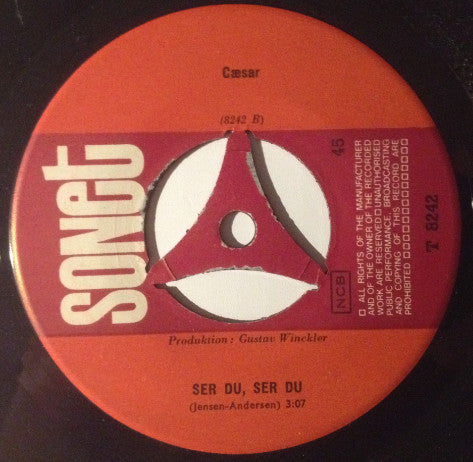 Cæsar
(8242 B)
sonet
45
□ ALL RIGHTS OF THE MANUFACTURER
AND OF THE OWNER OF THE RECORDED
WORK ARE RESERVED □ UNAUTHORISED
PUBLIC PERFORMANCE, BROADCASTING
AND COPYING OF THIS RECORD ARE
PROHIBITED □□□□□□□□□□□□□□□
NCB
T 8242
Produktion: Gustav Winckler
SER DU, SER DU
(Jensen-Andersen) 3:07